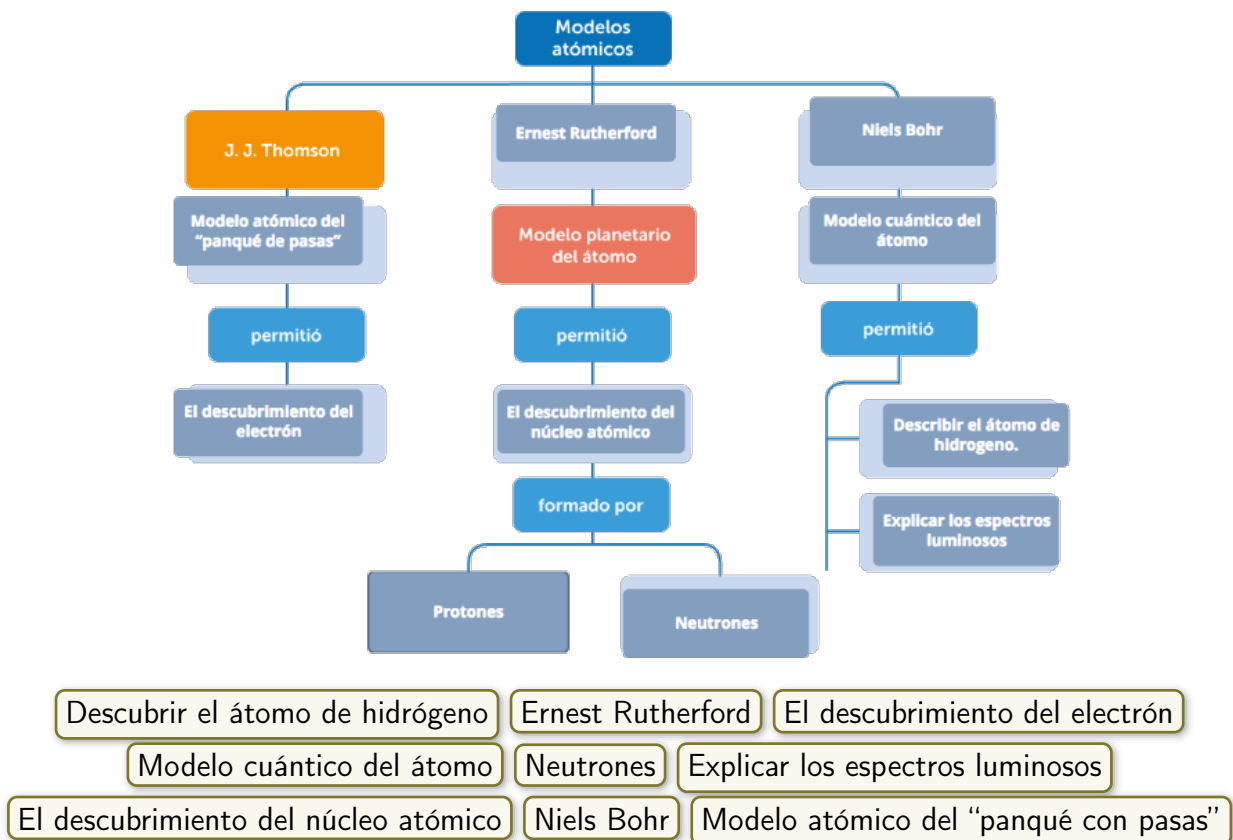 Modelos
atómicos
J. J. Thomson
Ernest Rutherford
Niels Bohr
Modelo atómico del
“panqué de pasas”
Modelo planetario
del átomo
Modelo cuántico del
átomo
permitió
permitió
permitió
El descubrimiento del
electrón
El descubrimiento del
núcleo atómico
Describir el átomo de
hidrogeno.
formado por
Explicar los espectros
luminosos
Protones
Neutrones
Descubrir el átomo de hidrógeno
Ernest Rutherford
El descubrimiento del electrón
Modelo cuántico del átomo
Neutrones
Explicar los espectros luminosos
El descubrimiento del núcleo atómico
Niels Bohr
Modelo atómico del “panqué con pasas”